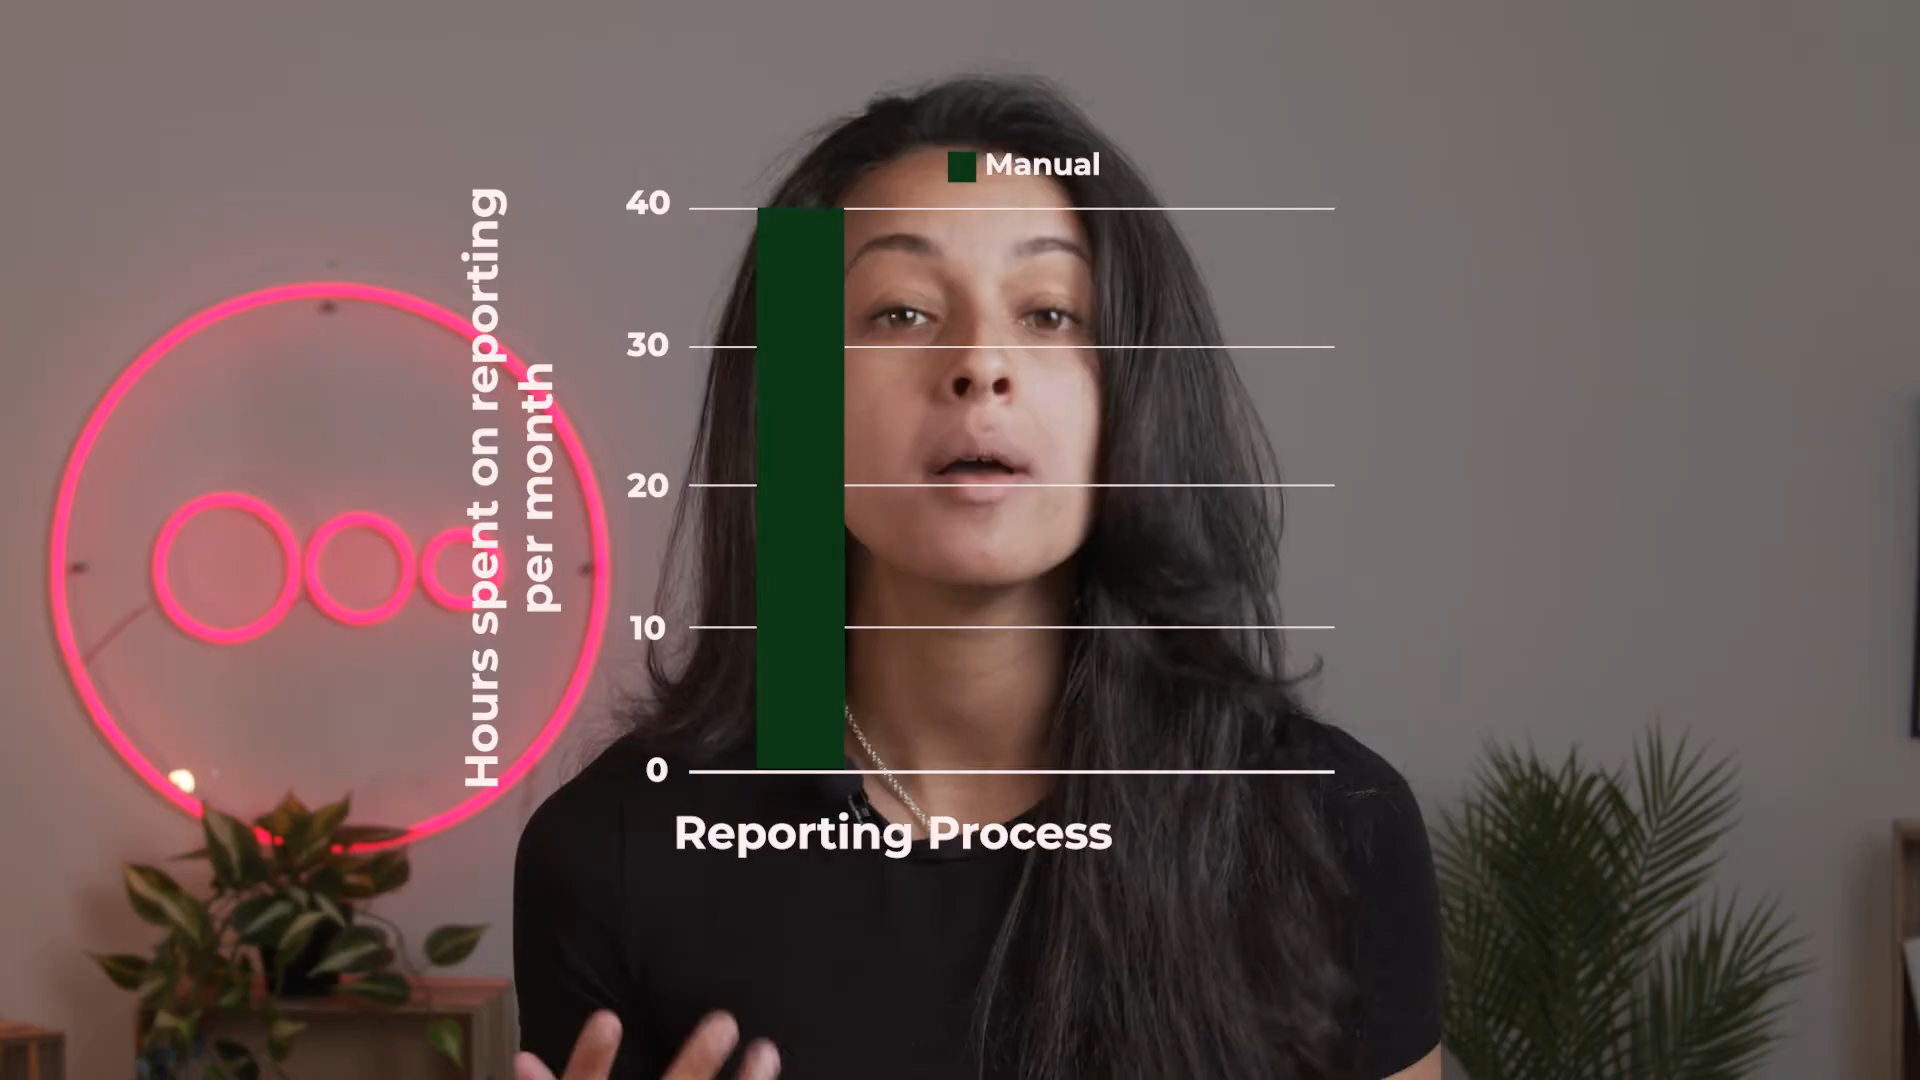 Manual
Hours spent on reporting
per month
40
30
20
10
0
Reporting Process